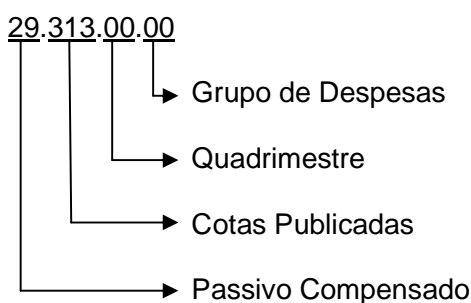 29.313.00.00
Grupo de Despesas
Quadrimestre
Cotas Publicadas
Passivo Compensado